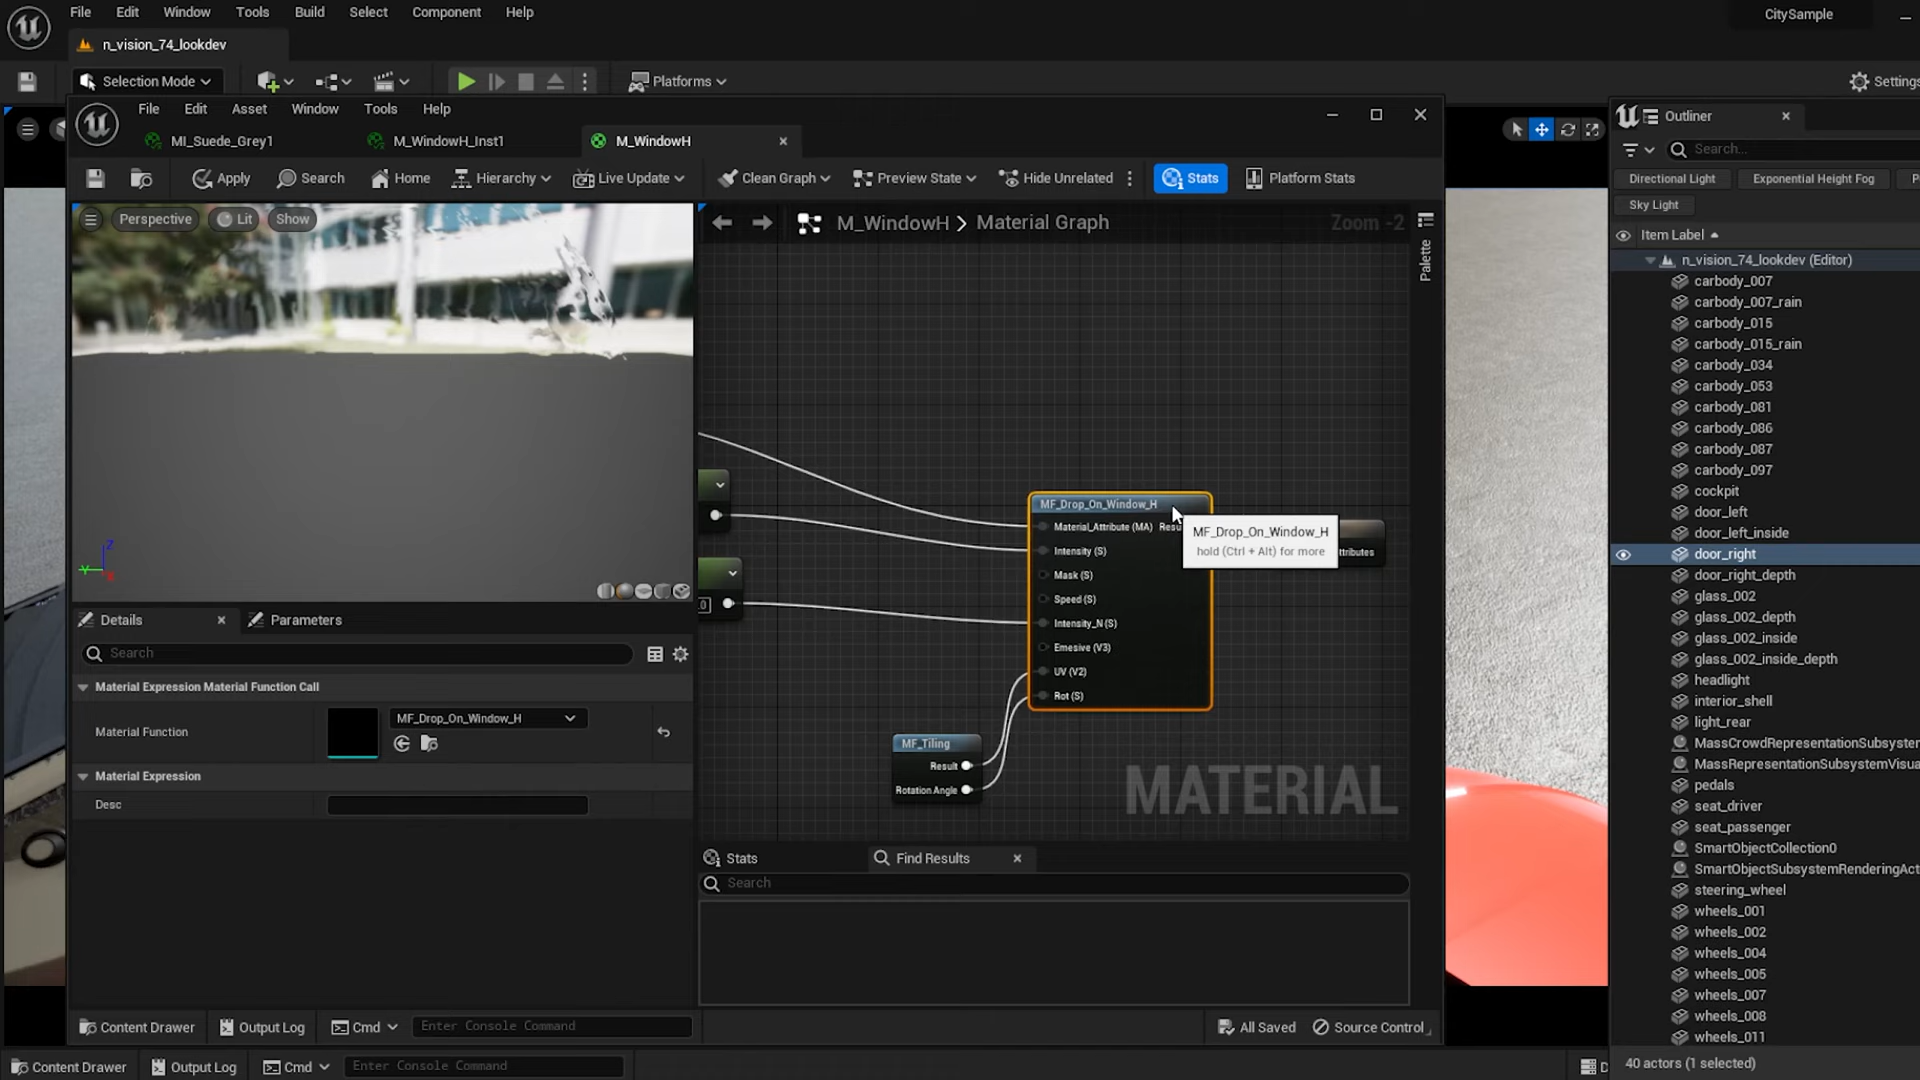 File Edit Window Tools Build Select Component Help
CitySample
n_vision_74_lookdev
Selection Mode
Platforms
Settings
File Edit Asset Window Tools Help
MI_Suede_Grey1
M_WindowH_Inst1
M_WindowH
Apply
Search
Home
Hierarchy
Live Update
Clean Graph
Preview State
Hide Unrelated
Stats
Platform Stats
Perspective
Lit
Show
M_WindowH
Material Graph
Zoom -2
Palette
MF_Drop_On_Window_H
Material_Attribute (MA) Resu
Intensity (S)
Mask (S)
Speed (S)
Intensity_N (S)
Emesive (V3)
UV (V2)
Rot (S)
MF_Drop_On_Window_H
hold (Ctrl + Alt) for more
ttributes
MF_Tiling
Result
Rotation Angle
MATERIAL
Details
Parameters
Search
Material Expression Material Function Call
Material Function
MF_Drop_On_Window_H
Material Expression
Desc
Stats
Find Results
Search
Content Drawer
Output Log
Cmd
Enter Console Command
All Saved
Source Control
Content Drawer
Output Log
Cmd
Enter Console Command
Outliner
Search...
Directional Light
Exponential Height Fog
Sky Light
Item Label
n_vision_74_lookdev (Editor)
carbody_007
carbody_007_rain
carbody_015
carbody_015_rain
carbody_034
carbody_053
carbody_081
carbody_086
carbody_087
carbody_097
cockpit
door_left
door_left_inside
door_right
door_right_depth
glass_002
glass_002_depth
glass_002_inside
glass_002_inside_depth
headlight
interior_shell
light_rear
MassCrowdRepresentationSubsyster
MassRepresentationSubsystemVisua
pedals
seat_driver
seat_passenger
SmartObjectCollection0
SmartObjectSubsystemRenderingAct
steering_wheel
wheels_001
wheels_002
wheels_004
wheels_005
wheels_007
wheels_008
wheels_011
40 actors (1 selected)